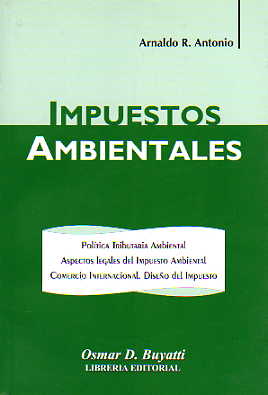 Arnaldo R. Antonio
IMPUESTOS
AMBIENTALES
Política Tributaria Ambiental
Aspectos legales del Impuesto Ambiental
Comercio Internacional. Diseño del Impuesto
Osmar D. Buyatti
LIBRERIA EDITORIAL